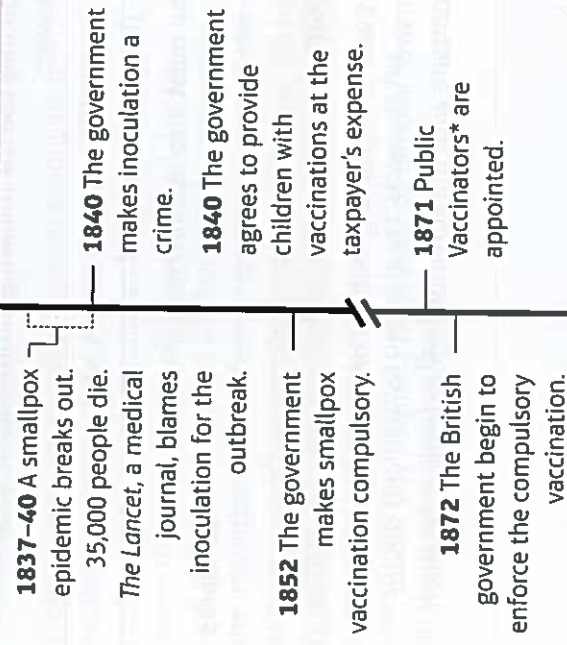 1837–40 A smallpox
epidemic breaks out.
35,000 people die.
The Lancet, a medical
journal, blames
inoculation for the
outbreak.
1840 The government
makes inoculation a
crime.
1840 The government
agrees to provide
children with
vaccinations at the
taxpayer's expense.
1852 The government
makes smallpox
vaccination compulsory.
1871 Public
Vaccinators* are
appointed.
1872 The British
government begin to
enforce the compulsory
vaccination.